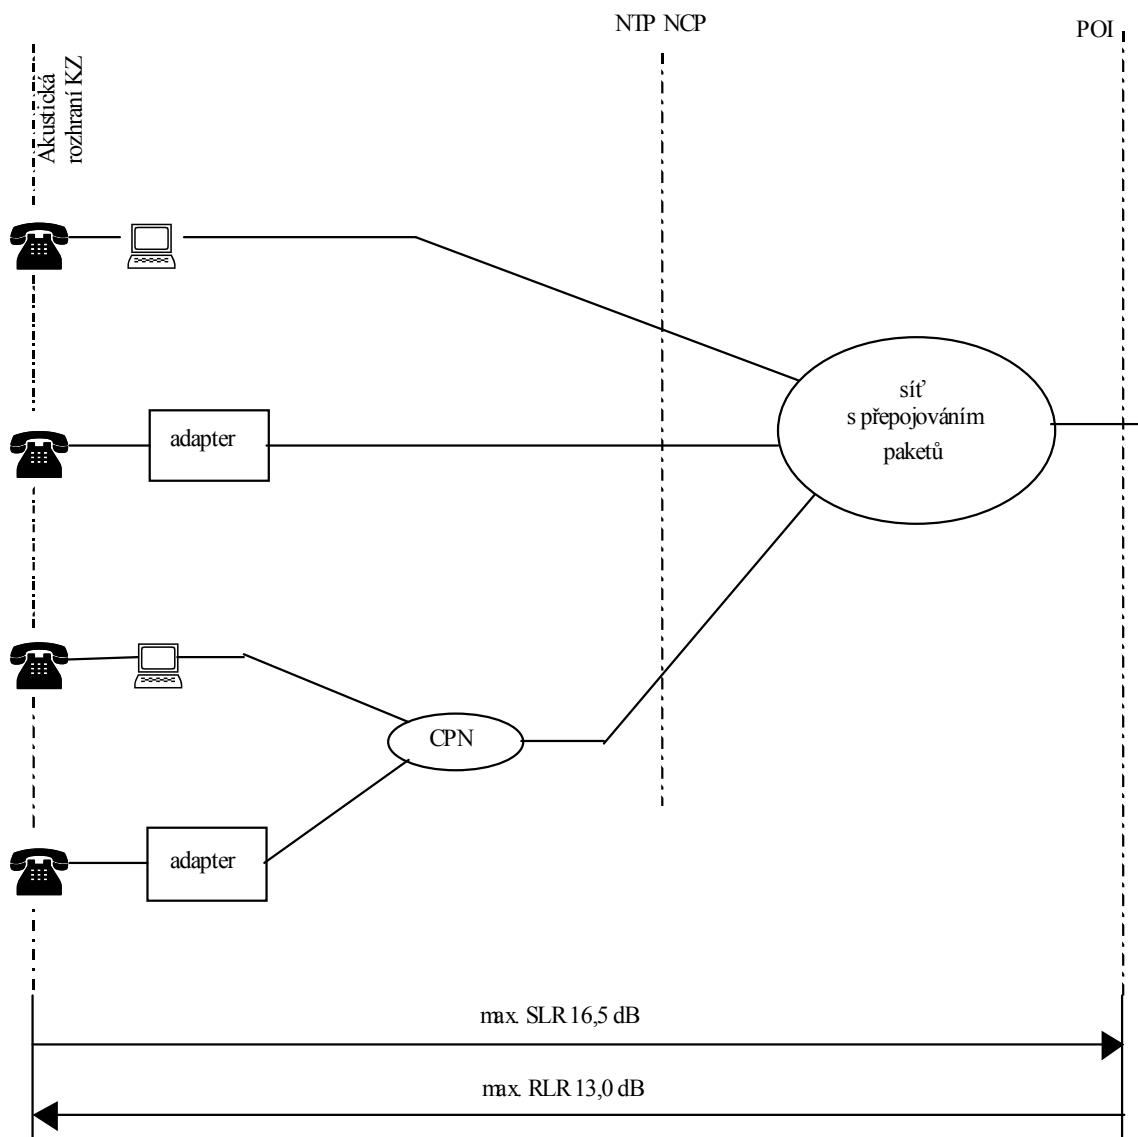 NTP NCP
POI
Akustická
rozhraní KZ
síť
s přepojováním
paketů
adapter
CPN
adapter
max. SLR 16,5 dB
max. RLR 13,0 dB